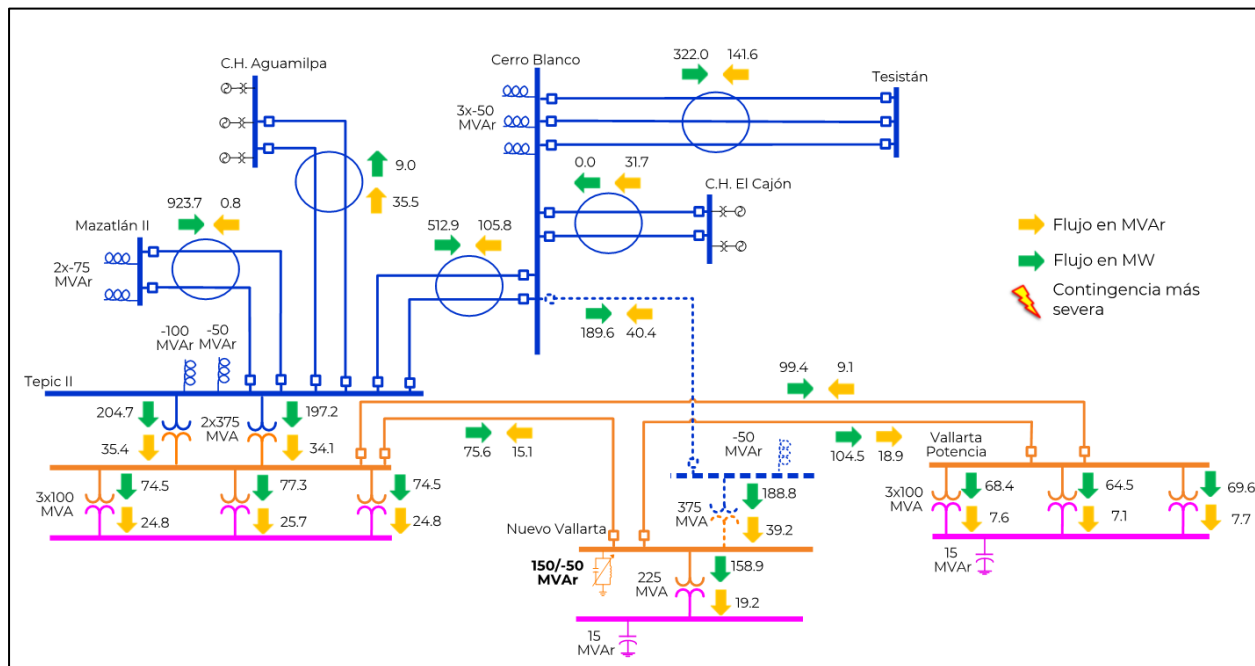 C.H. Aguamilpa
Cerro Blanco
322.0 141.6
Tesistán
3x-50
MVAr
9.0
35.5
0.0 31.7
C.H. El Cajón
923.7 0.8
Mazatlán II
2x-75
MVAr
512.9 105.8
Flujo en MVAr
Flujo en MW
Contingencia más
severa
189.6 40.4
-100
MVAr
-50
MVAr
Tepic II
99.4 9.1
204.7
2x375
MVA
197.2
35.4
34.1
75.6 15.1
-50
MVAr
104.5 18.9
Vallarta
Potencia
3x100
MVA
74.5
77.3
74.5
24.8
25.7
24.8
375
MVA
188.8
39.2
3x100
MVA
68.4
64.5
69.6
7.6
7.1
7.7
Nuevo Vallarta
150/-50
MVAr
225
MVA
158.9
19.2
15
MVAr
15
MVAr